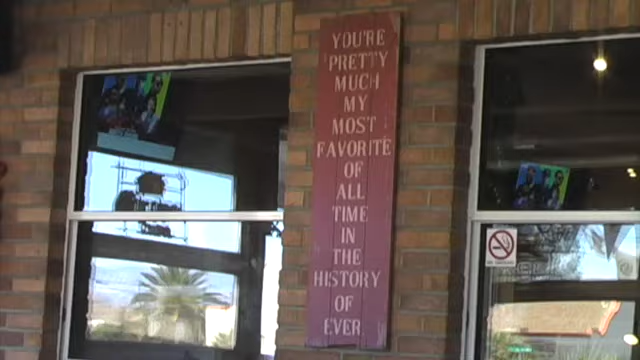 YOU'RE
PRETTY
MUCH
MY
MOST
FAVORITE
OF
ALL
TIME
IN
THE
HISTORY
OF
EVER